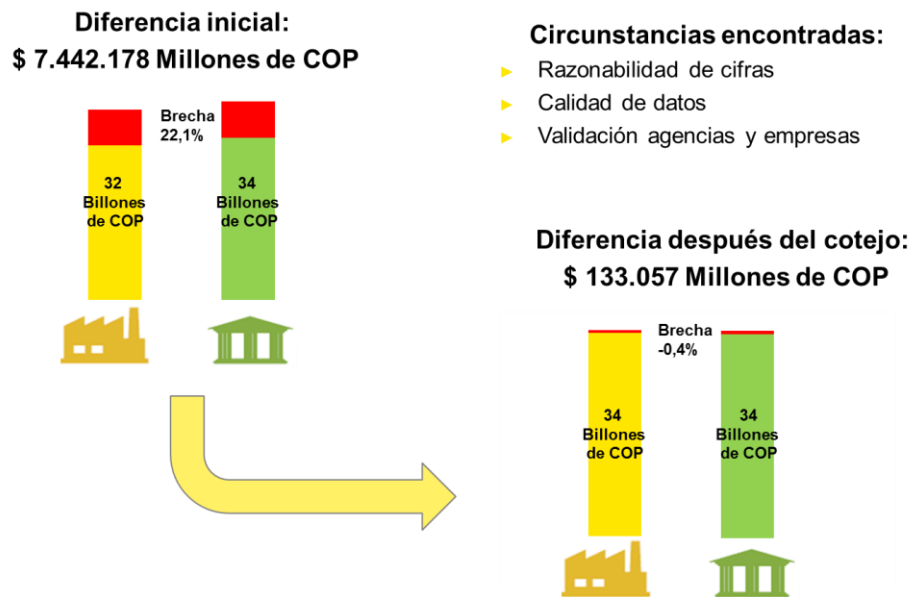 Diferencia inicial:
$ 7.442.178 Millones de COP
Brecha
22,1%
32
Billones
de COP
34
Billones
de COP
Circunstancias encontradas:
Razonabilidad de cifras
Calidad de datos
Validación agencias y empresas
Diferencia después del cotejo:
$ 133.057 Millones de COP
Brecha
-0,4%
34
Billones
de COP
34
Billones
de COP